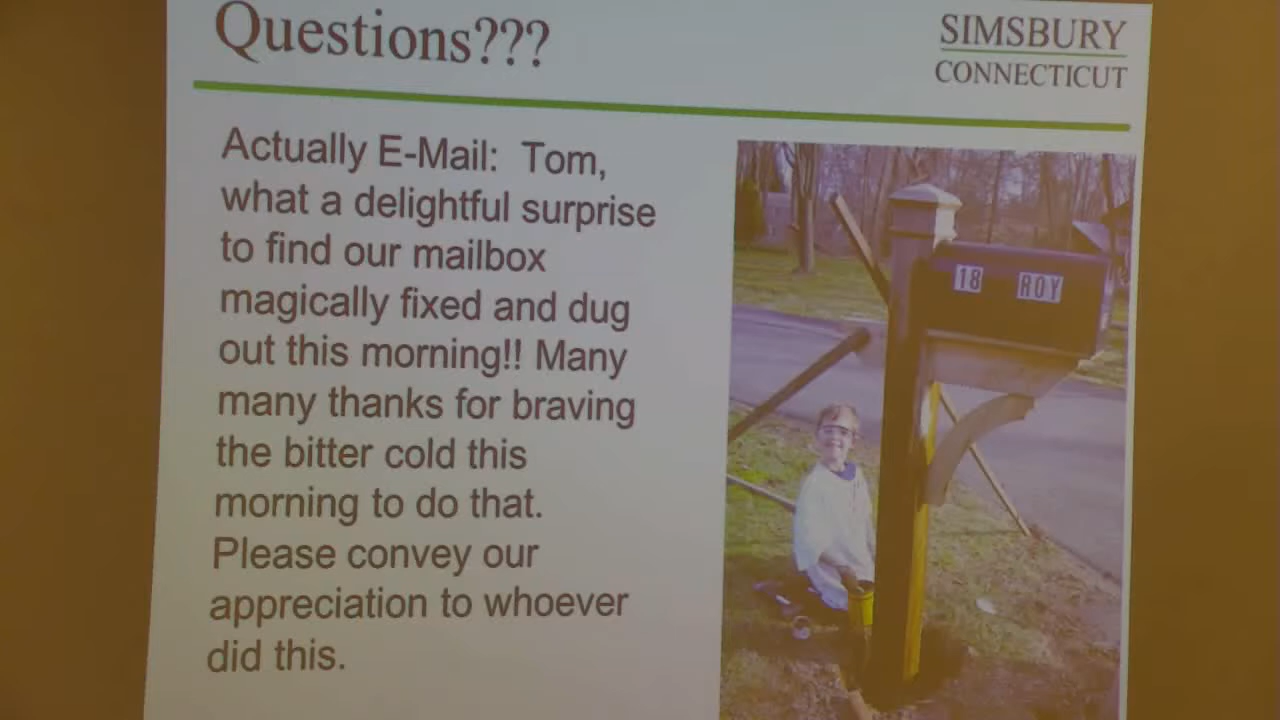 Questions???
SIMSBURY
CONNECTICUT
Actually E-Mail: Tom,
what a delightful surprise
to find our mailbox
magically fixed and dug
out this morning!! Many
many thanks for braving
the bitter cold this
morning to do that.
Please convey our
appreciation to whoever
did this.
18 ROY